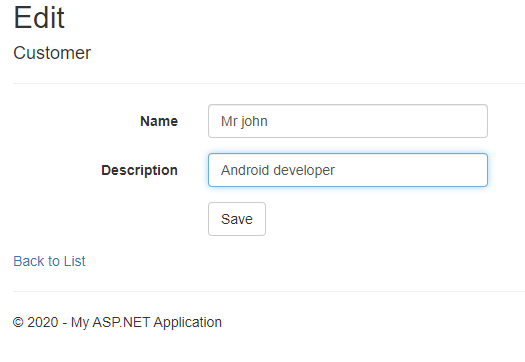 Edit
Customer
Name Mr john
Description Android developer
Save
Back to List
© 2020 - My ASP.NET Application